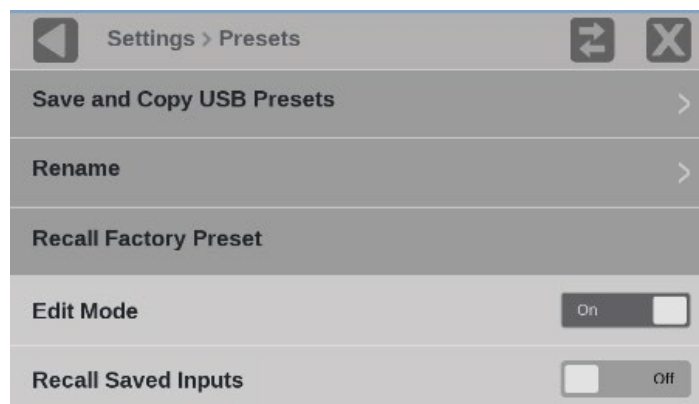 Settings > Presets
Save and Copy USB Presets
Rename
Recall Factory Preset
Edit Mode On
Recall Saved Inputs Off